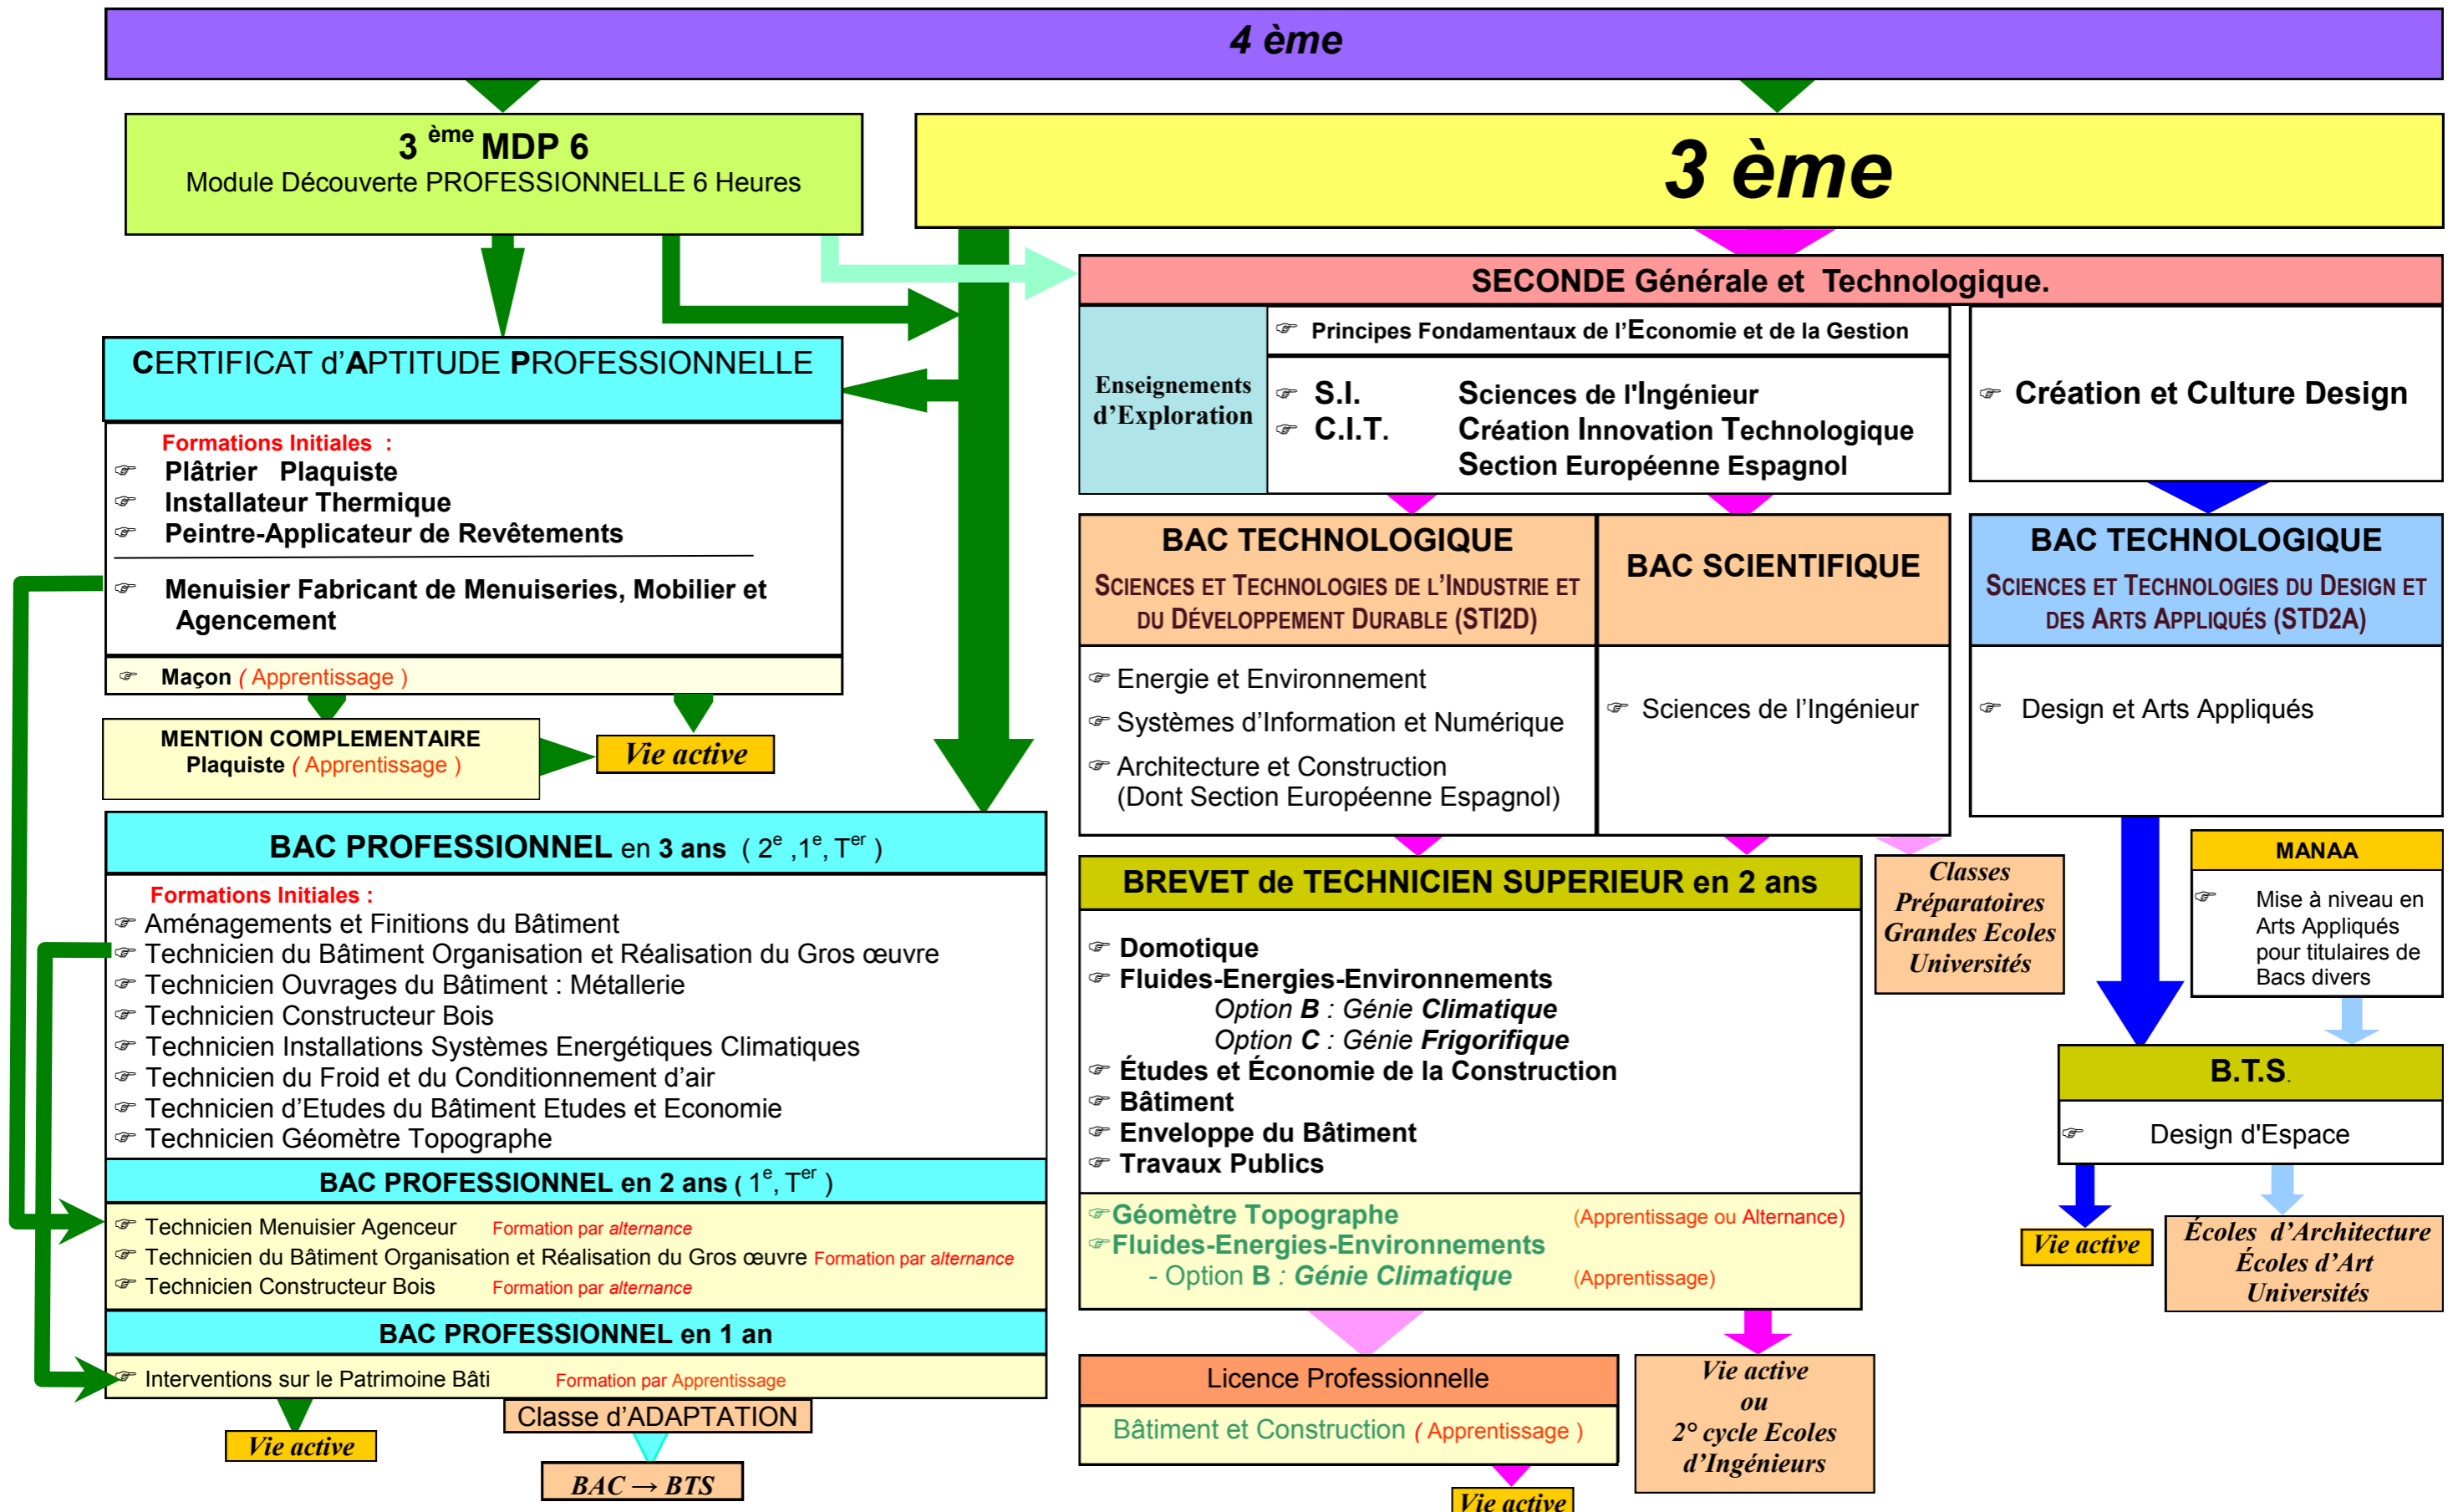 4 ème
3 ème MDP 6
Module Découverte PROFESSIONNELLE 6 Heures
3 ème
SECONDE Générale et Technologique.
Enseignements
d'Exploration
☞ Principes Fondamentaux de l'Economie et de la Gestion
☞ S.I. Sciences de l'Ingénieur
☞ C.I.T. Création Innovation Technologique
Section Européenne Espagnol
☞ Création et Culture Design
CERTIFICAT d'APTITUDE PROFESSIONNELLE
Formations Initiales :
☞ Plâtrier Plaquiste
☞ Installateur Thermique
☞ Peintre-Applicateur de Revêtements
☞ Menuisier Fabricant de Menuiseries, Mobilier et
Agencement
☞ Maçon ( Apprentissage )
MENTION COMPLEMENTAIRE
Plaquiste ( Apprentissage )
Vie active
BAC TECHNOLOGIQUE
SCIENCES ET TECHNOLOGIES DE L'INDUSTRIE ET
DU DÉVELOPPEMENT DURABLE (STI2D)
☞ Energie et Environnement
☞ Systèmes d'Information et Numérique
☞ Architecture et Construction
(Dont Section Européenne Espagnol)
BAC SCIENTIFIQUE
☞ Sciences de l'Ingénieur
BAC TECHNOLOGIQUE
SCIENCES ET TECHNOLOGIES DU DESIGN ET
DES ARTS APPLIQUÉS (STD2A)
☞ Design et Arts Appliqués
BAC PROFESSIONNEL en 3 ans ( 2e ,1e, Ter )
Formations Initiales :
☞ Aménagements et Finitions du Bâtiment
☞ Technicien du Bâtiment Organisation et Réalisation du Gros œuvre
☞ Technicien Ouvrages du Bâtiment : Métallerie
☞ Technicien Constructeur Bois
☞ Technicien Installations Systèmes Energétiques Climatiques
☞ Technicien du Froid et du Conditionnement d'air
☞ Technicien d'Etudes du Bâtiment Etudes et Economie
☞ Technicien Géomètre Topographe
BAC PROFESSIONNEL en 2 ans ( 1e, Ter )
☞ Technicien Menuisier Agenceur Formation par alternance
☞ Technicien du Bâtiment Organisation et Réalisation du Gros œuvre Formation par alternance
☞ Technicien Constructeur Bois Formation par alternance
BAC PROFESSIONNEL en 1 an
☞ Interventions sur le Patrimoine Bâti Formation par Apprentissage
Vie active
Classe d'ADAPTATION
BAC → BTS
BREVET de TECHNICIEN SUPERIEUR en 2 ans
☞ Domotique
☞ Fluides-Energies-Environnements
Option B : Génie Climatique
Option C : Génie Frigorifique
☞ Études et Économie de la Construction
☞ Bâtiment
☞ Enveloppe du Bâtiment
☞ Travaux Publics
☞ Géomètre Topographe (Apprentissage ou Alternance)
☞ Fluides-Energies-Environnements
- Option B : Génie Climatique (Apprentissage)
Licence Professionnelle
Bâtiment et Construction ( Apprentissage )
Vie active
Vie active
ou
2° cycle Ecoles
d'Ingénieurs
Classes
Préparatoires
Grandes Ecoles
Universités
MANAA
☞ Mise à niveau en
Arts Appliqués
pour titulaires de
Bacs divers
B.T.S.
☞ Design d'Espace
Vie active
Écoles d'Architecture
Écoles d'Art
Universités